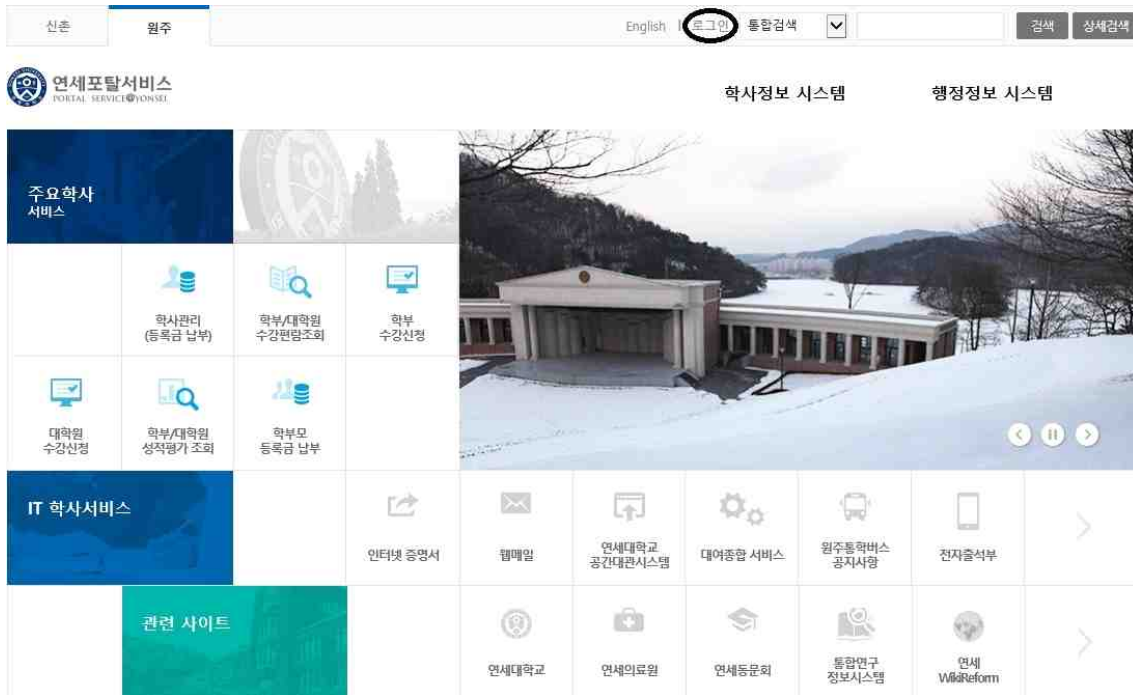 신촌
원주
English | 로그인 통합검색 검색 상세검색
연세포탈서비스
PORTAL SERVICE@YONSEI
학사정보 시스템
행정정보 시스템
주요학사
서비스
학사관리
(등록금 납부)
학부/대학원
수강편람조회
학부
수강신청
대학원
수강신청
학부/대학원
성적평가 조회
학부모
등록금 납부
IT 학사서비스
인터넷 증명서
웹메일
연세대학교
공간대관시스템
대여종합 서비스
원주통학버스
공지사항
전자출석부
관련 사이트
연세대학교
연세의료원
연세동문회
통합연구
정보시스템
연세
WikiReform